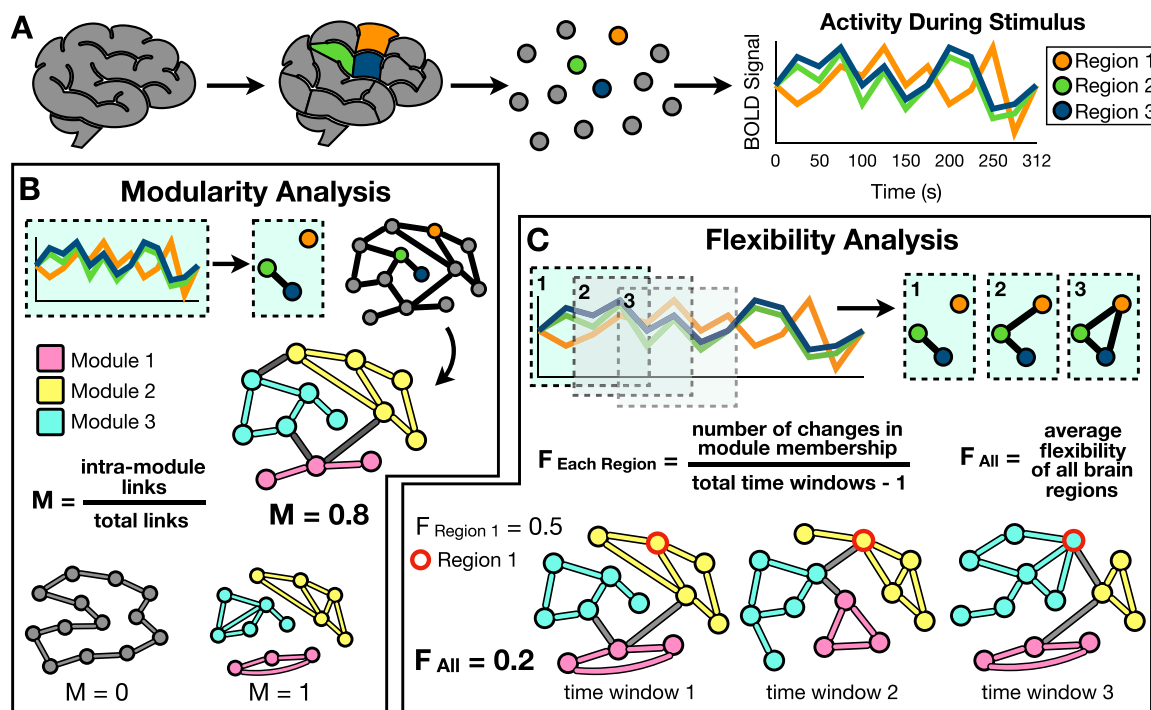 A
Activity During Stimulus
BOLD Signal
Region 1
Region 2
Region 3
0 50 100 150 200 250 312
Time (s)
B
Modularity Analysis
Module 1
Module 2
Module 3
M = intra-module links / total links
M = 0.8
M = 0
M = 1
C
Flexibility Analysis
1
2
3
1
2
3
F Each Region = number of changes in module membership / total time windows - 1
F All = average flexibility of all brain regions
F Region 1 = 0.5
Region 1
F All = 0.2
time window 1
time window 2
time window 3